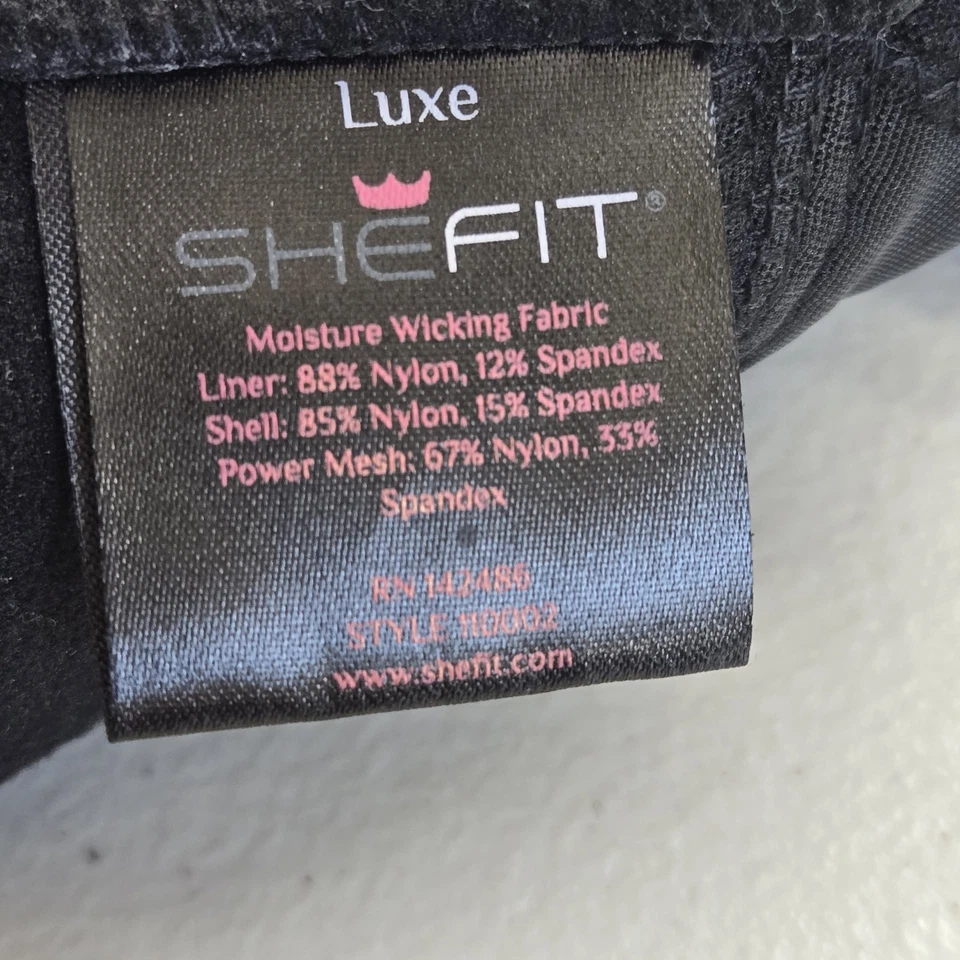 Luxe
SHEFIT®
Moisture Wicking Fabric
Liner: 88% Nylon, 12% Spandex
Shell: 85% Nylon, 15% Spandex
Power Mesh: 67% Nylon, 33%
Spandex
RN 142486
STYLE 110002
www.shefit.com